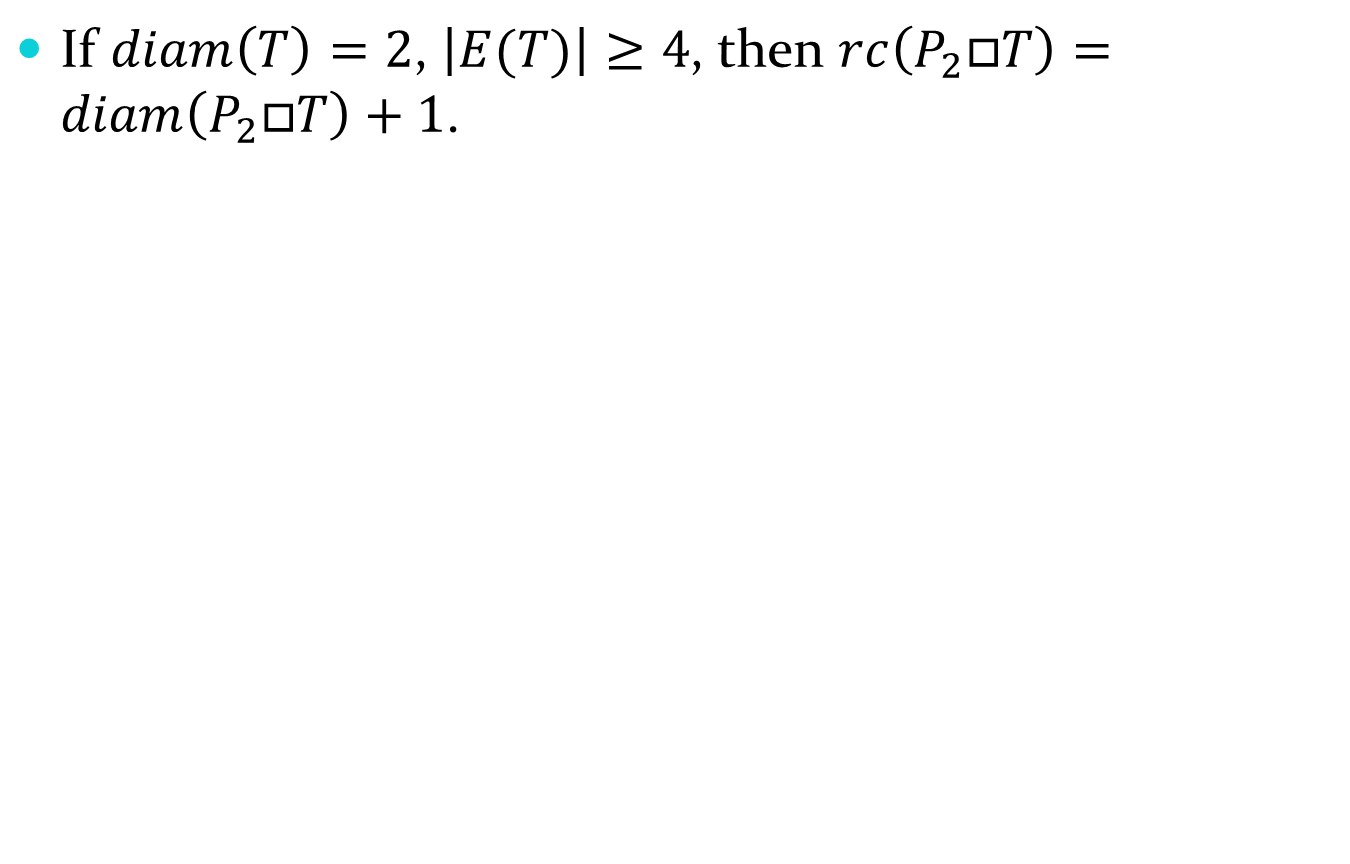 • If diam(T) = 2, |E(T)| ≥ 4, then rc(P₂□T) =
diam(P₂□T) + 1.